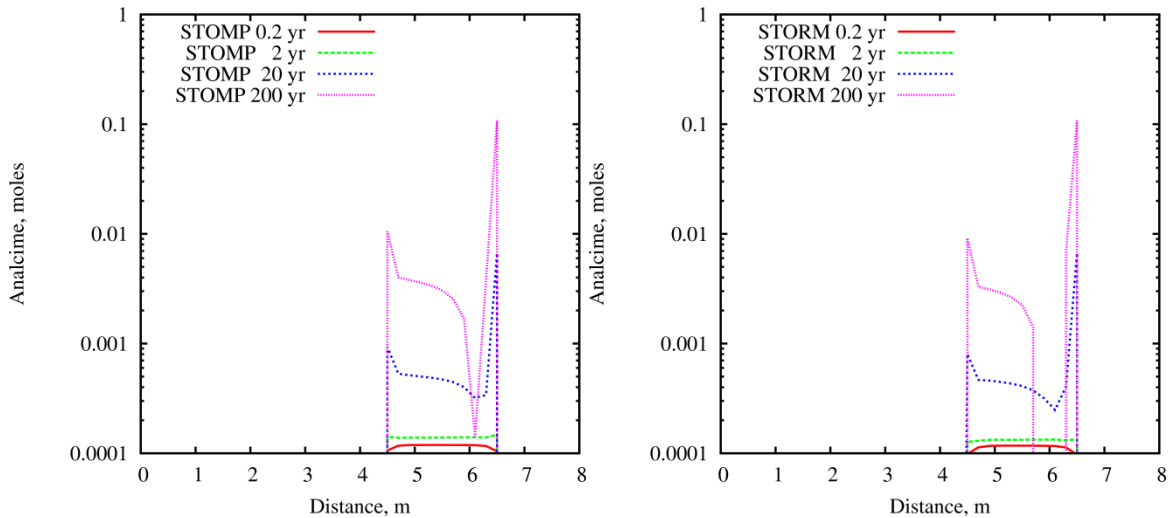 STOMP 0.2 yr
STOMP 2 yr
STOMP 20 yr
STOMP 200 yr
1
0.1
0.01
0.001
0.0001
Analcime, moles
0 1 2 3 4 5 6 7 8
Distance, m
STORM 0.2 yr
STORM 2 yr
STORM 20 yr
STORM 200 yr
1
0.1
0.01
0.001
0.0001
Analcime, moles
0 1 2 3 4 5 6 7 8
Distance, m